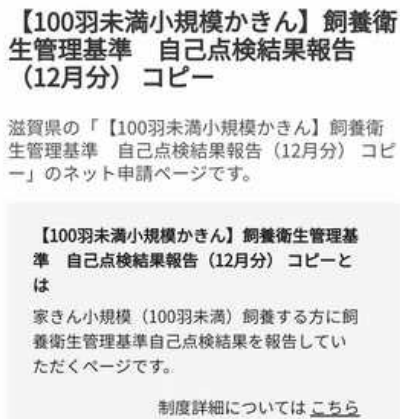 【100羽未満小規模かきん】飼養衛
生管理基準　自己点検結果報告
（12月分） コピー
滋賀県の「【100羽未満小規模かきん】飼養衛
生管理基準　自己点検結果報告（12月分） コピ
ー」のネット申請ページです。
【100羽未満小規模かきん】飼養衛生管理基
準　自己点検結果報告（12月分） コピーと
は
家きん小規模（100羽未満）飼養する方に飼
養衛生管理基準自己点検結果を報告してい
ただくページです。
制度詳細については こちら